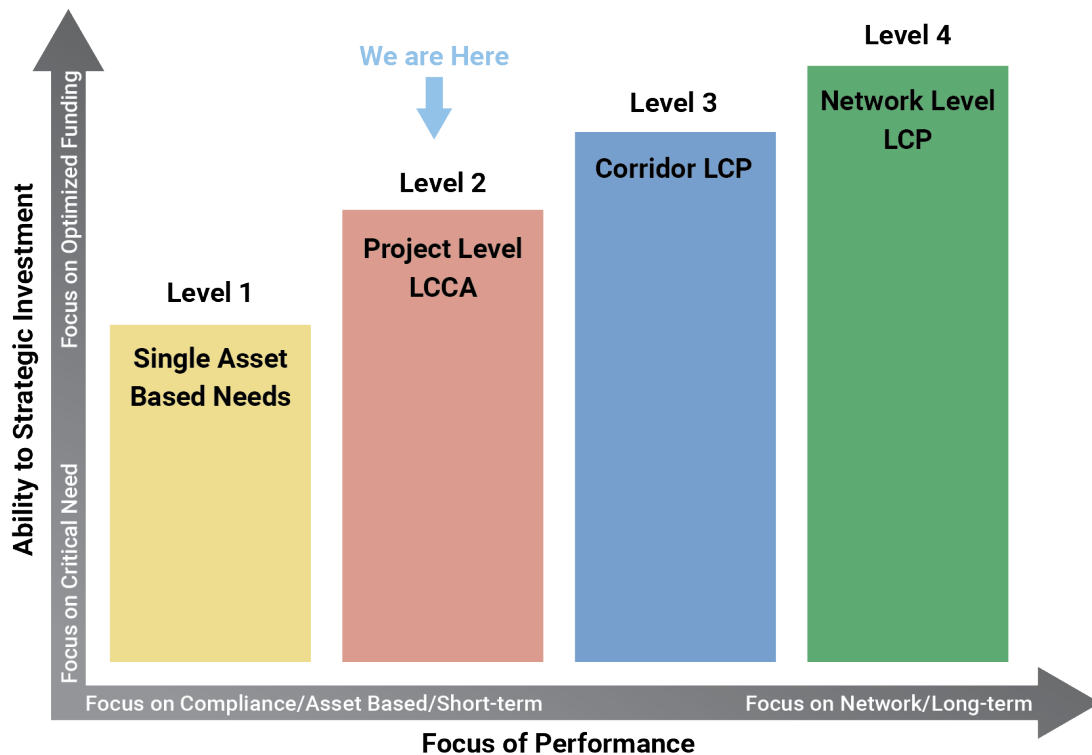 Level 4
We are Here
Network Level
LCP
Level 3
Corridor LCP
Level 2
Project Level
LCCA
Level 1
Single Asset
Based Needs
Ability to Strategic Investment
Focus on Optimized Funding
Focus on Critical Need
Focus on Compliance/Asset Based/Short-term
Focus on Network/Long-term
Focus of Performance